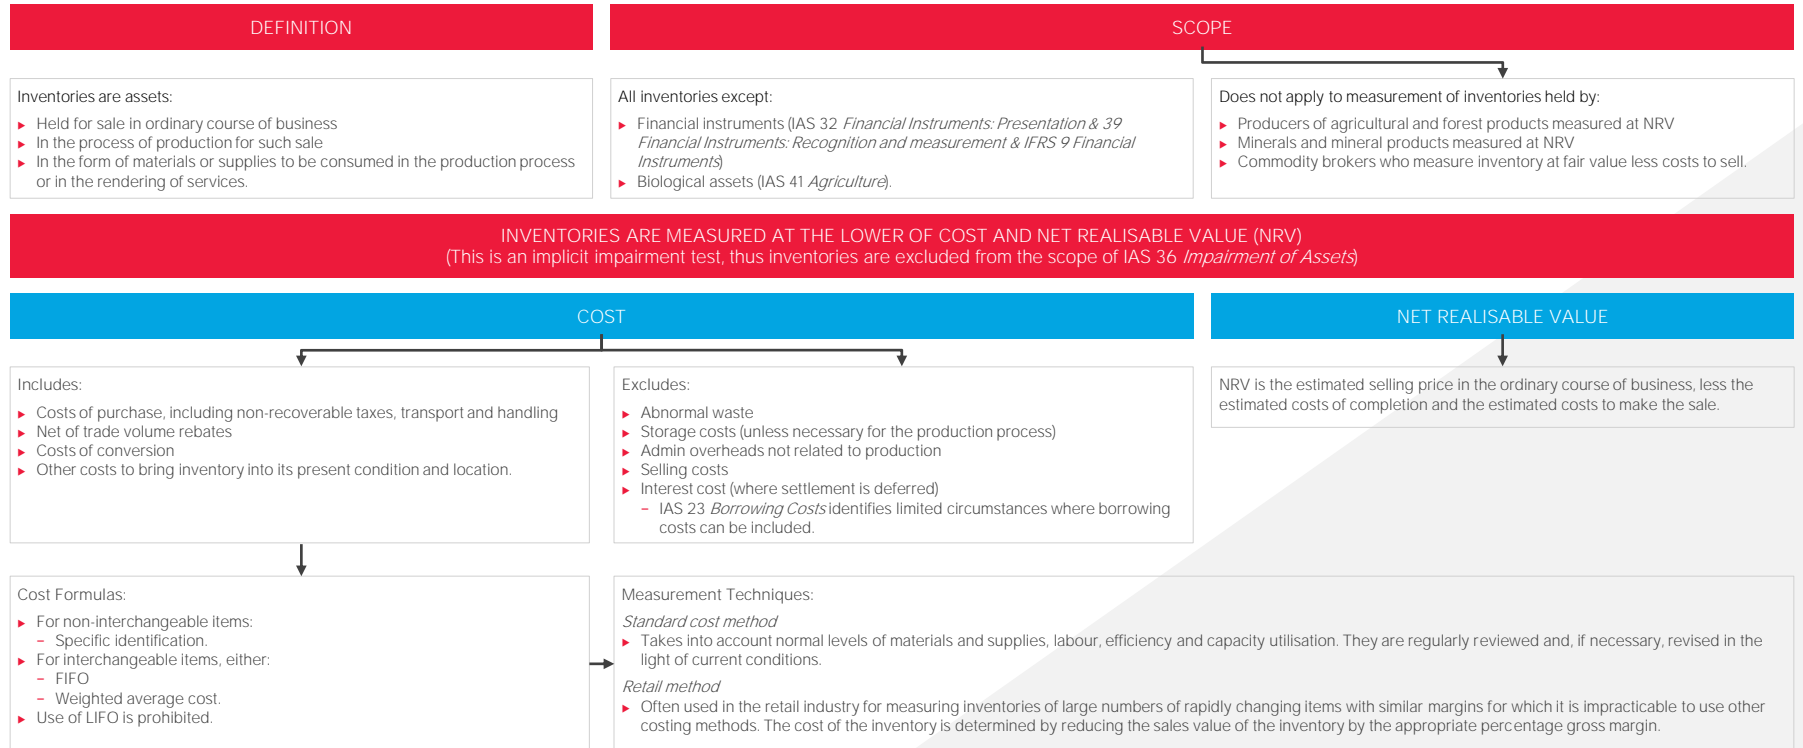 DEFINITION
SCOPE
Inventories are assets:
► Held for sale in ordinary course of business
► In the process of production for such sale
► In the form of materials or supplies to be consumed in the production process
or in the rendering of services.
All inventories except:
► Financial instruments (IAS 32 Financial Instruments: Presentation & 39
Financial Instruments: Recognition and measurement & IFRS 9 Financial
Instruments)
► Biological assets (IAS 41 Agriculture).
Does not apply to measurement of inventories held by:
► Producers of agricultural and forest products measured at NRV
► Minerals and mineral products measured at NRV
► Commodity brokers who measure inventory at fair value less costs to sell.
INVENTORIES ARE MEASURED AT THE LOWER OF COST AND NET REALISABLE VALUE (NRV)
(This is an implicit impairment test, thus inventories are excluded from the scope of IAS 36 Impairment of Assets)
COST
NET REALISABLE VALUE
Includes:
► Costs of purchase, including non-recoverable taxes, transport and handling
► Net of trade volume rebates
► Costs of conversion
► Other costs to bring inventory into its present condition and location.
Excludes:
► Abnormal waste
► Storage costs (unless necessary for the production process)
► Admin overheads not related to production
► Selling costs
► Interest cost (where settlement is deferred)
– IAS 23 Borrowing Costs identifies limited circumstances where borrowing
costs can be included.
NRV is the estimated selling price in the ordinary course of business, less the
estimated costs of completion and the estimated costs to make the sale.
Cost Formulas:
► For non-interchangeable items:
– Specific identification.
► For interchangeable items, either:
– FIFO
– Weighted average cost.
► Use of LIFO is prohibited.
Measurement Techniques:
Standard cost method
► Takes into account normal levels of materials and supplies, labour, efficiency and capacity utilisation. They are regularly reviewed and, if necessary, revised in the
light of current conditions.
Retail method
► Often used in the retail industry for measuring inventories of large numbers of rapidly changing items with similar margins for which it is impracticable to use other
costing methods. The cost of the inventory is determined by reducing the sales value of the inventory by the appropriate percentage gross margin.